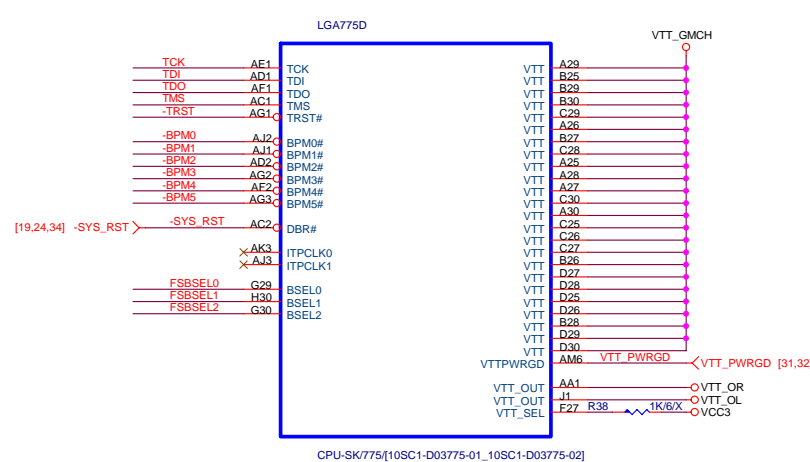 LGA775D
VTT_GMCH
TCK AE1 TCK VTT A29
TDI AD1 TDI VTT B25
TDO AF1 TDO VTT B29
TMS AC1 TMS VTT B30
-TRST AG1 TRST# VTT C29
VTT A26
-BPM0 AJ2 BPM0# VTT B27
-BPM1 AJ1 BPM1# VTT C28
-BPM2 AD2 BPM2# VTT A25
-BPM3 AG2 BPM3# VTT A28
-BPM4 AF2 BPM4# VTT A27
-BPM5 AG3 BPM5# VTT C30
VTT A30
[19,24,34] -SYS_RST -SYS_RST AC2 DBR# VTT C25
VTT C26
AK3 ITPCLK0 VTT C27
AJ3 ITPCLK1 VTT B26
VTT D27
FSBSEL0 G29 BSEL0 VTT D28
FSBSEL1 H30 BSEL1 VTT D25
FSBSEL2 G30 BSEL2 VTT D26
VTT B28
VTT D29
VTT D30
VTTPWRGD AM6 VTT_PWRGD VTT_PWRGD [31,32
VTT_OUT AA1 VTT_OR
VTT_OUT J1 VTT_OL
VTT_SEL F27 R38 1K/6/X VCC3
CPU-SK/775/[10SC1-D03775-01_10SC1-D03775-02]